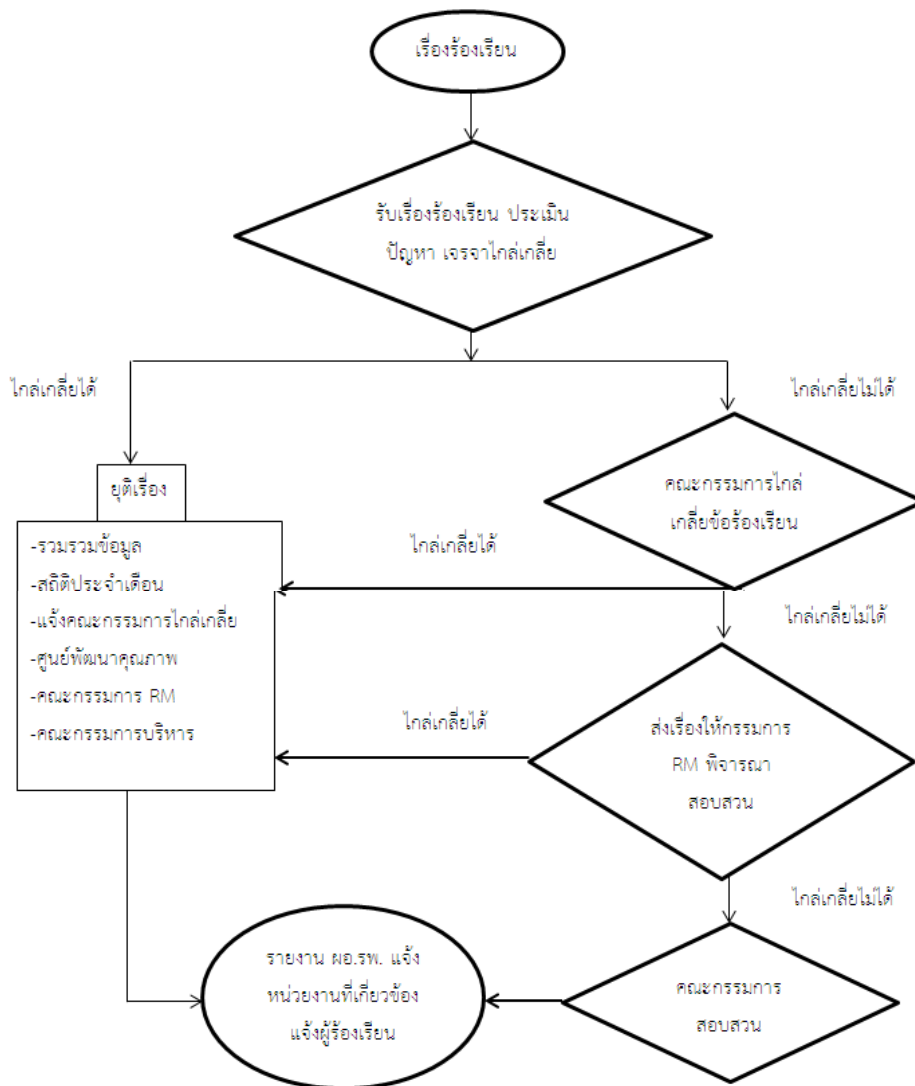 เรื่องร้องเรียน
รับเรื่องร้องเรียน ประเมิน
ปัญหา เจรจาไกล่เกลี่ย
ไกล่เกลี่ยได้
ไกล่เกลี่ยไม่ได้
ยุติเรื่อง
-รวมรวมข้อมูล
-สถิติประจำเดือน
-แจ้งคณะกรรมการไกล่เกลี่ย
-ศูนย์พัฒนาคุณภาพ
-คณะกรรมการ RM
-คณะกรรมการบริหาร
คณะกรรมการไกล่
เกลี่ยข้อร้องเรียน
ไกล่เกลี่ยได้
ไกล่เกลี่ยไม่ได้
ส่งเรื่องให้กรรมการ
RM พิจารณา
สอบสวน
ไกล่เกลี่ยได้
ไกล่เกลี่ยไม่ได้
คณะกรรมการ
สอบสวน
รายงาน ผอ.รพ. แจ้ง
หน่วยงานที่เกี่ยวข้อง
แจ้งผู้ร้องเรียน